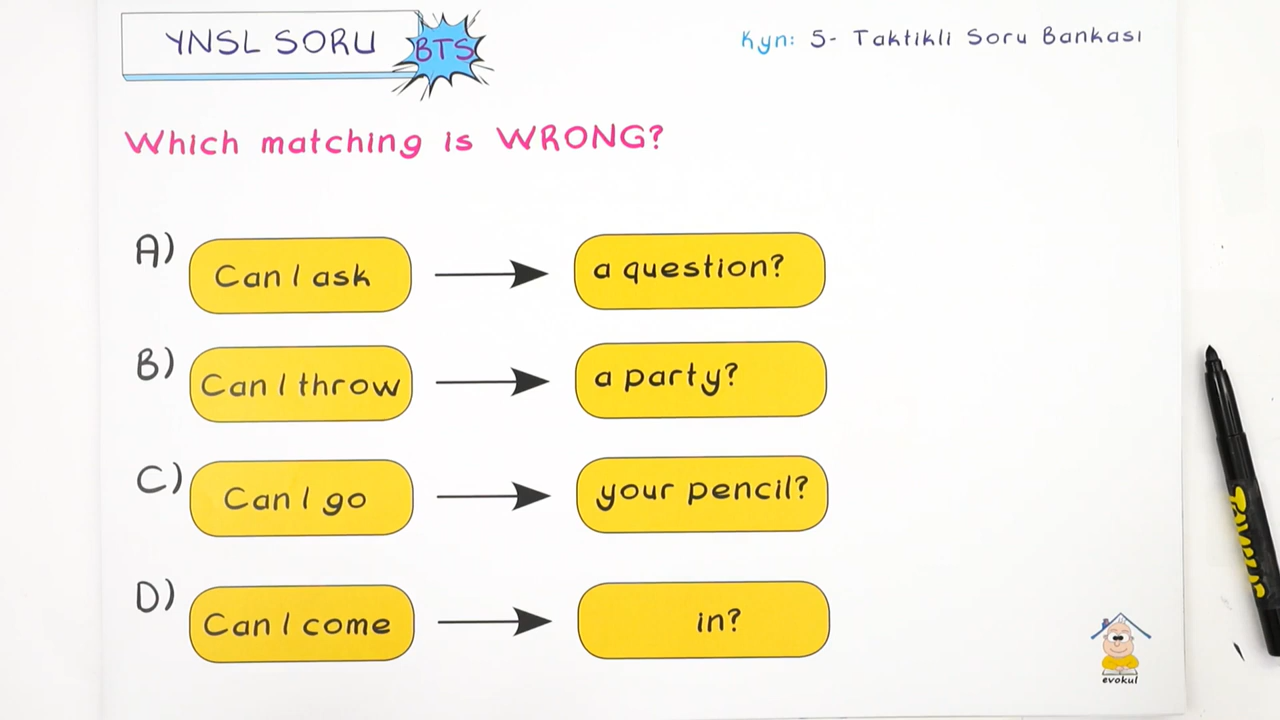 YNSL SORU BTS
Kyn: 5- Taktikli Soru Bankası
Which matching is WRONG?
A) Can I ask a question?
B) Can I throw a party?
C) Can I go your pencil?
D) Can I come in?
evokul